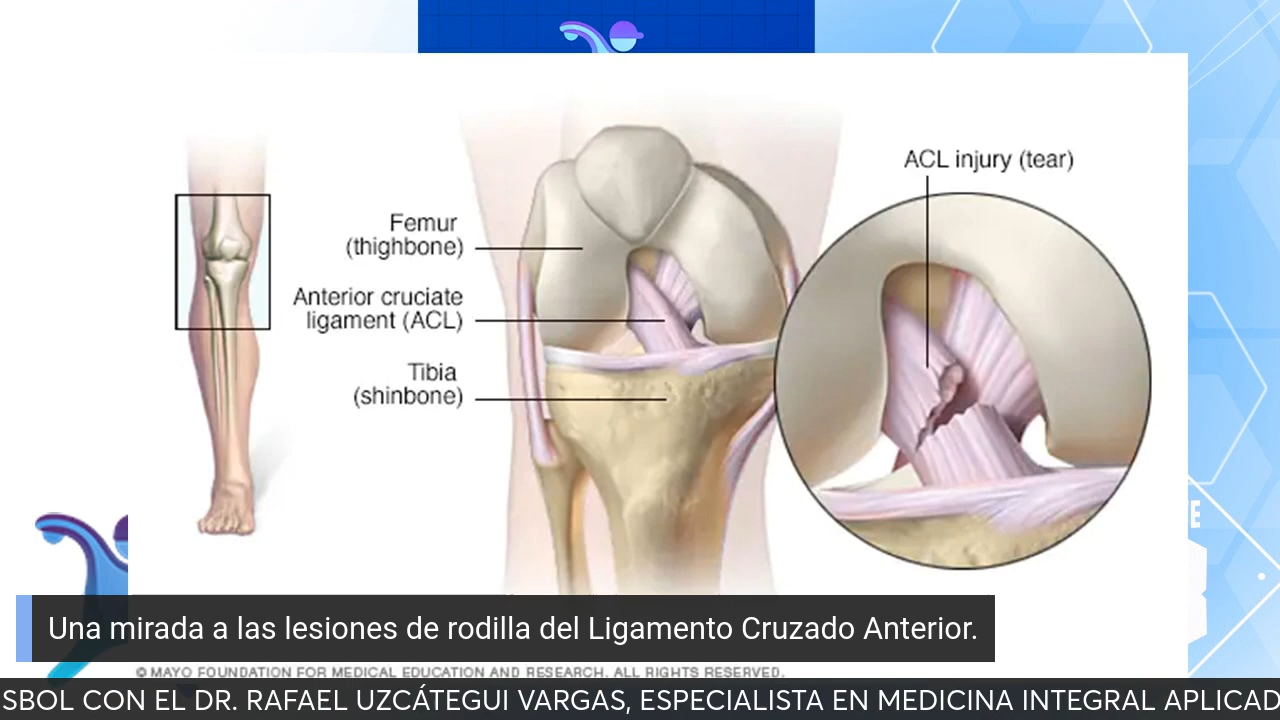 ACL injury (tear)
Femur
(thighbone)
Anterior cruciate
ligament (ACL)
Tibia
(shinbone)
E
Una mirada a las lesiones de rodilla del Ligamento Cruzado Anterior.
© MAYO FOUNDATION FOR MEDICAL EDUCATION AND RESEARCH. ALL RIGHTS RESERVED.
SBOL CON EL DR. RAFAEL UZCÁTEGUI VARGAS, ESPECIALISTA EN MEDICINA INTEGRAL APLICAD